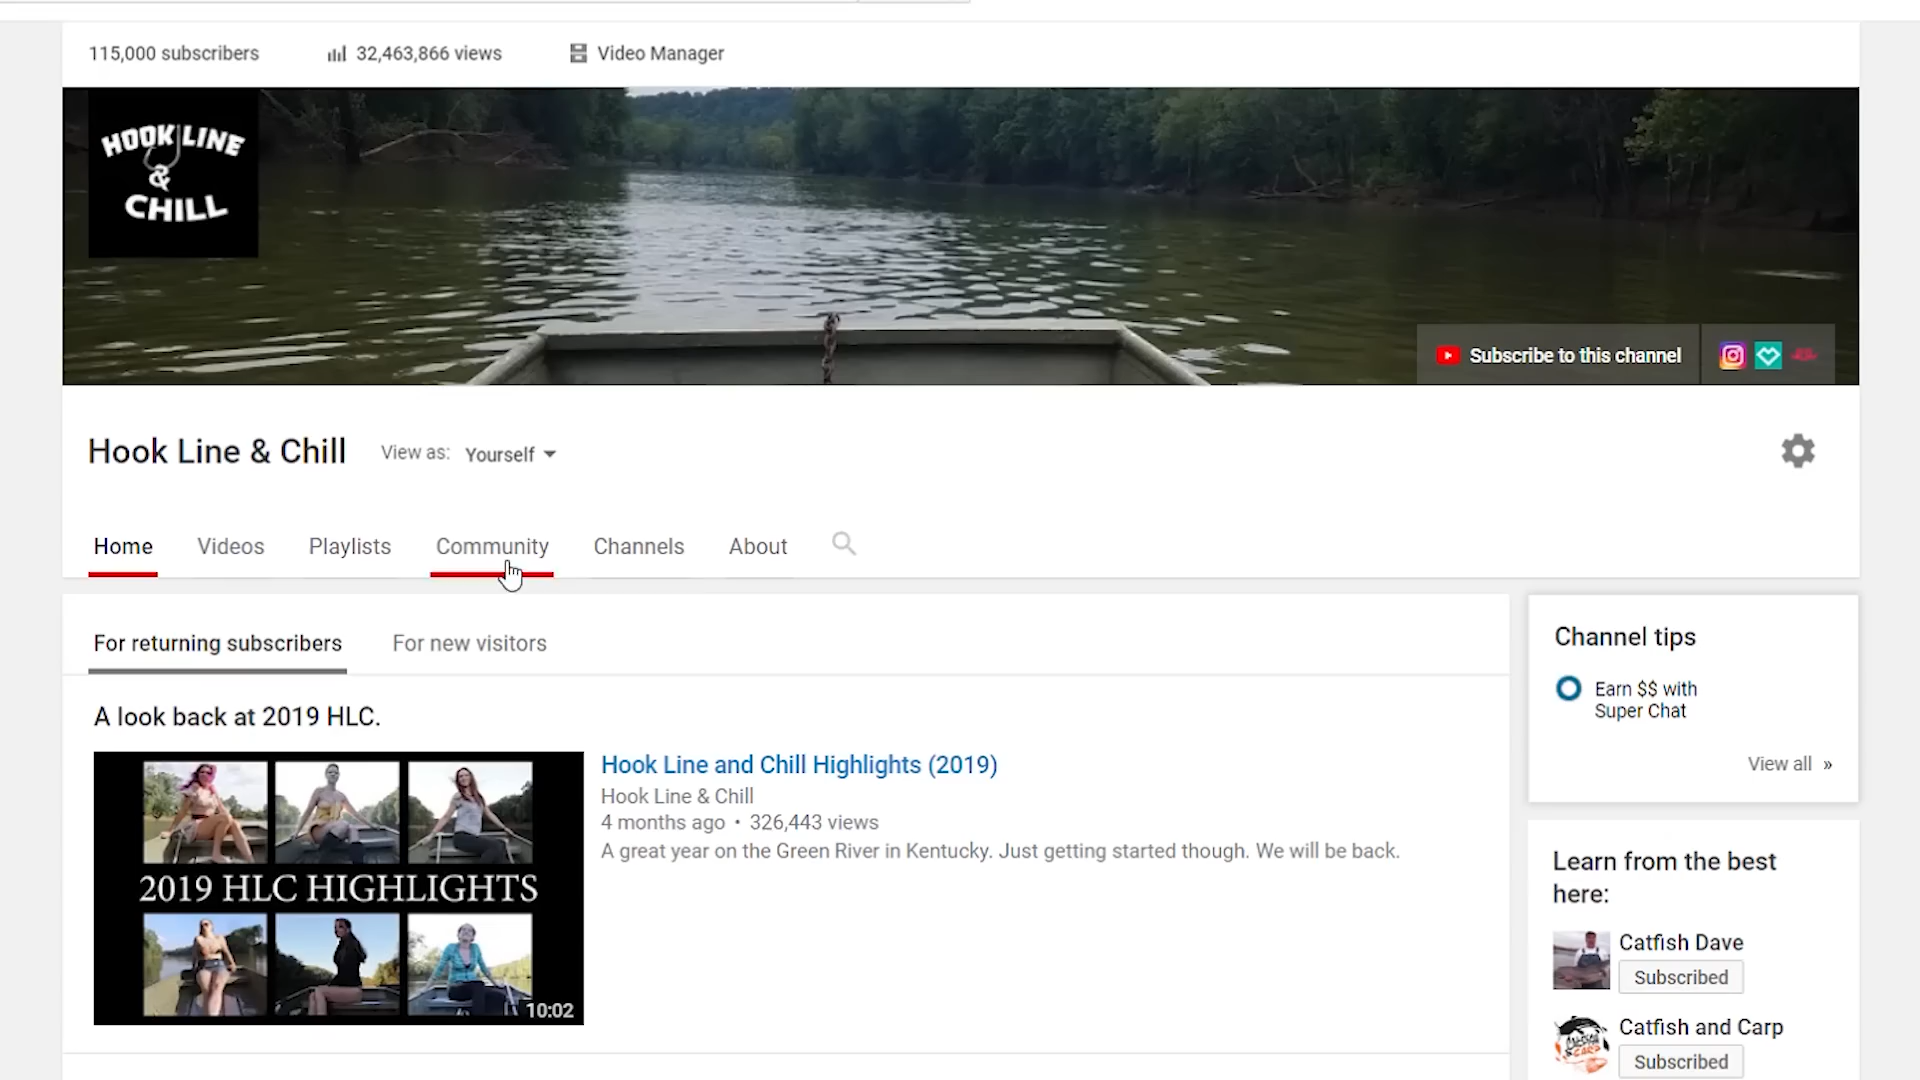 115,000 subscribers
32,463,866 views
Video Manager
HOOK LINE
&
CHILL
Subscribe to this channel
Hook Line & Chill
View as: Yourself
Home
Videos
Playlists
Community
Channels
About
For returning subscribers
For new visitors
A look back at 2019 HLC.
2019 HLC HIGHLIGHTS
10:02
Hook Line and Chill Highlights (2019)
Hook Line & Chill
4 months ago • 326,443 views
A great year on the Green River in Kentucky. Just getting started though. We will be back.
Channel tips
Earn $$ with
Super Chat
View all »
Learn from the best
here:
Catfish Dave
Subscribed
Catfish and Carp
Subscribed